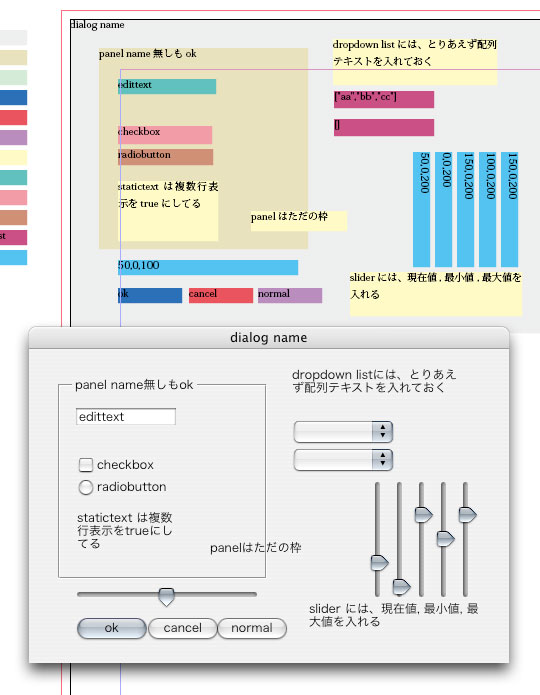 dialog name
panel name 無しも ok
dropdown list には、とりあえず配列
テキストを入れておく
edittext
["aa","bb","cc"]
[]
checkbox
radiobutton
statictext は複数行表
示を true にしてる
panel はただの枠
50,0,200
0,0,200
150,0,200
100,0,200
150,0,200
st
50,0,100
slider には、現在値 , 最小値 , 最大値を
入れる
ok
cancel
normal
dialog name
panel name無しもok
dropdown listには、とりあえ
ず配列テキストを入れておく
edittext
checkbox
radiobutton
statictext は複数
行表示をtrueにし
てる
panelはただの枠
slider には、現在値, 最小値, 最
大値を入れる
ok
cancel
normal